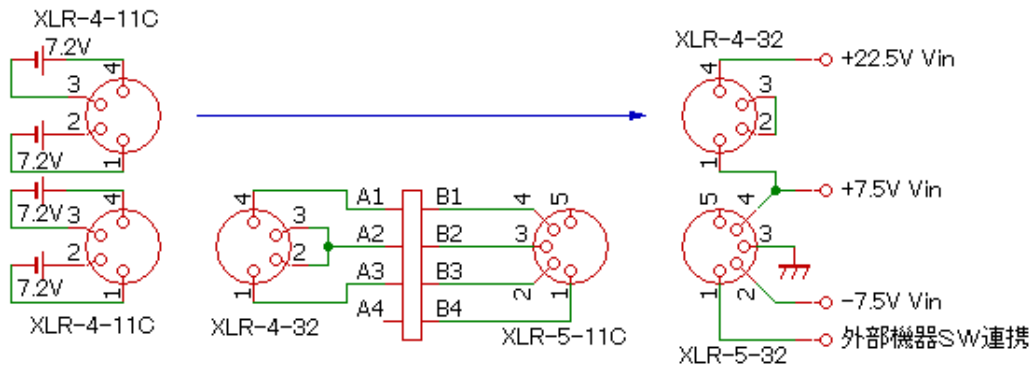 XLR-4-11C
7.2V
4
3
2
1
7.2V
7.2V
4
3
2
1
7.2V
XLR-4-11C
4
3
2
1
XLR-4-32
A1
A2
A3
A4
B1
B2
B3
B4
5
4
3
2
1
XLR-5-11C
XLR-4-32
4
3
2
1
+22.5V Vin
+7.5V Vin
5
4
3
2
1
-7.5V Vin
外部機器SW連携
XLR-5-32